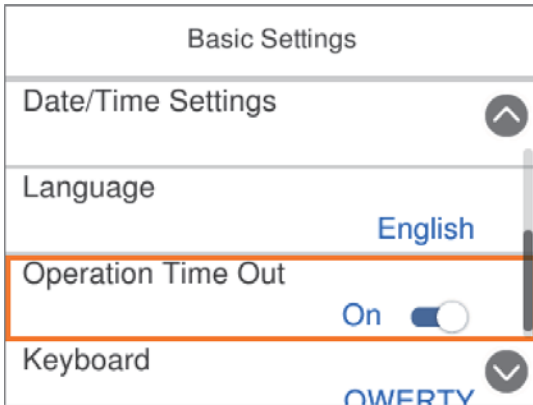 Basic Settings
Date/Time Settings
Language
English
Operation Time Out
On
Keyboard
QWERTY